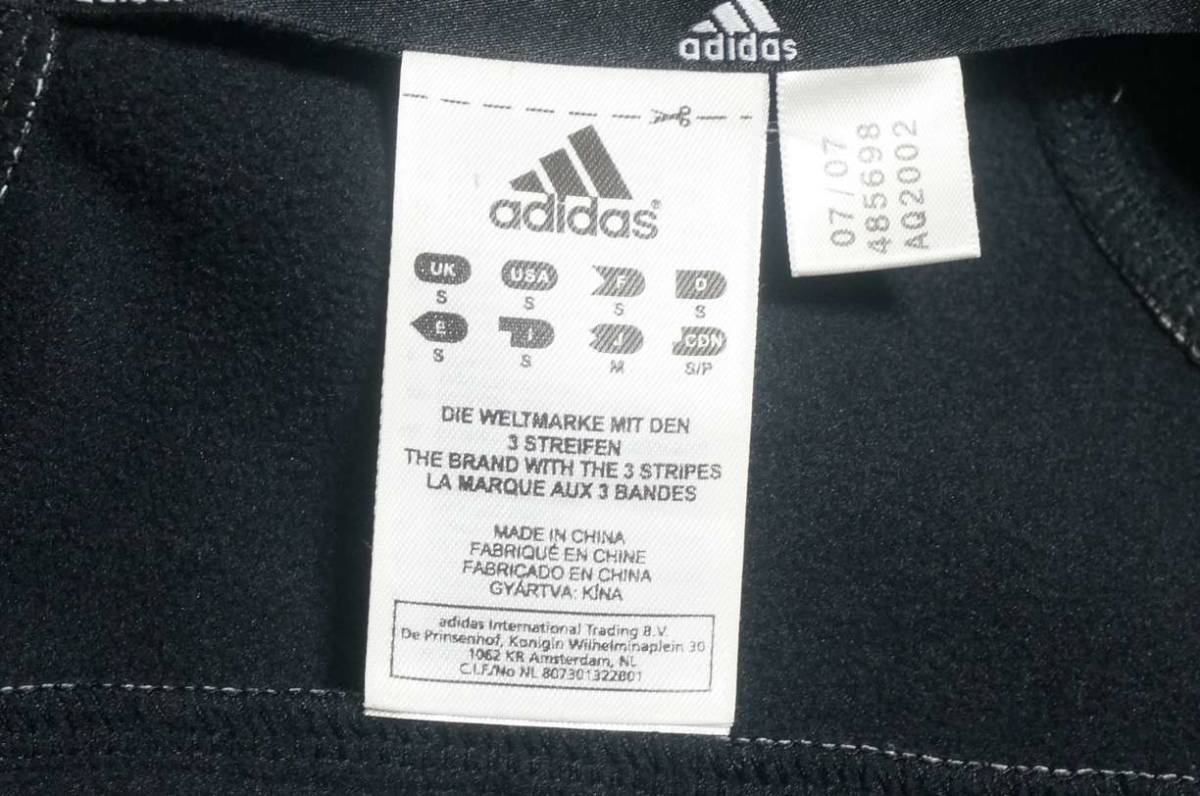 adidas
adidas
adidas®
UK USA F D
S S S S
E I J CDN
S S M S/P
DIE WELTMARKE MIT DEN
3 STREIFEN
THE BRAND WITH THE 3 STRIPES
LA MARQUE AUX 3 BANDES
MADE IN CHINA
FABRIQUÉ EN CHINE
FABRICADO EN CHINA
GYÁRTVA: KÍNA
adidas International Trading B.V.
De Prinsenhof, Konigin Wilhelminaplein 30
1062 KR Amsterdam, NL
C.I.F./No NL 807301322B01
07/07
485698
AQ2002